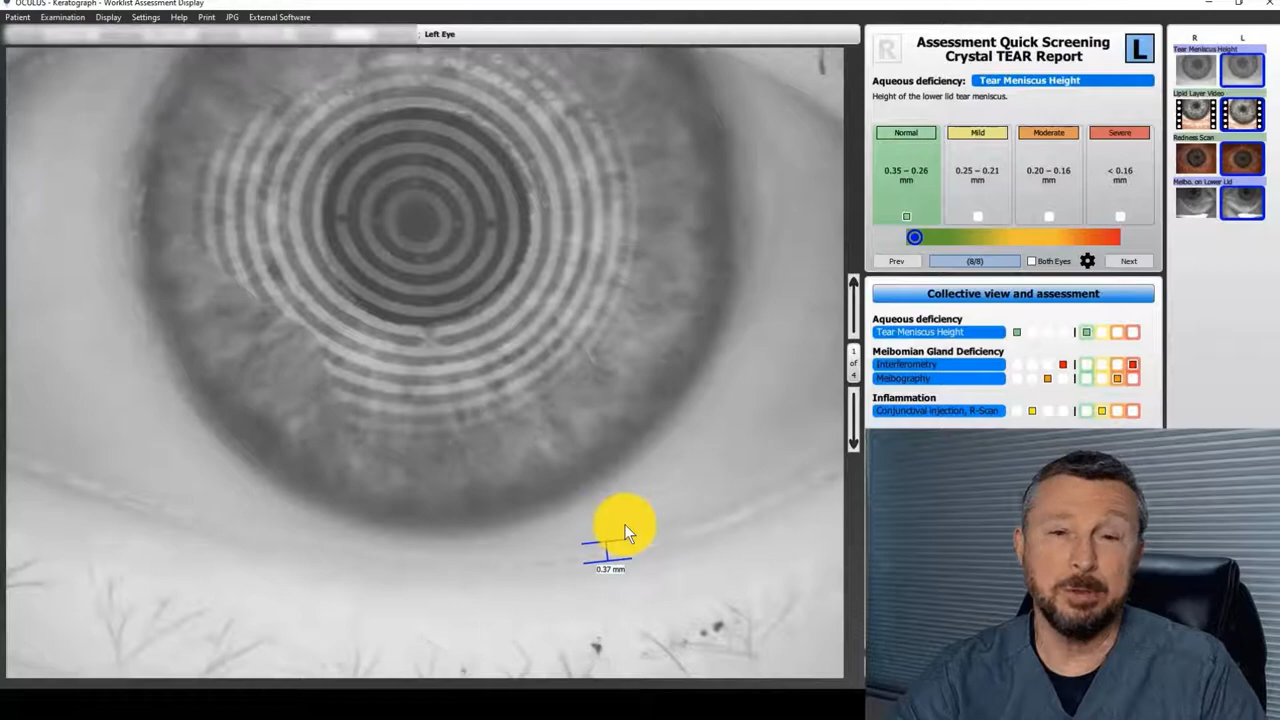 OCULUS - Keratograph - Worklist Assessment Display
Patient Examination Display Settings Help Print JPG External Software
Left Eye
R
Assessment Quick Screening
Crystal TEAR Report
L
Aqueous deficiency: Tear Meniscus Height
Height of the lower lid tear meniscus.
Normal Mild Moderate Severe
0.35 – 0.26 mm
0.25 – 0.21 mm
0.20 – 0.16 mm
< 0.16 mm
Prev (8/8) Both Eyes Next
Collective view and assessment
Aqueous deficiency
Tear Meniscus Height
Meibomian Gland Deficiency
Interferometry
Meibography
Inflammation
Conjunctival injection, R-Scan
1 of 4
R L
Tear Meniscus Height
Lipid Layer Video
Redness Scan
Meibo. on Lower Lid
0.37 mm